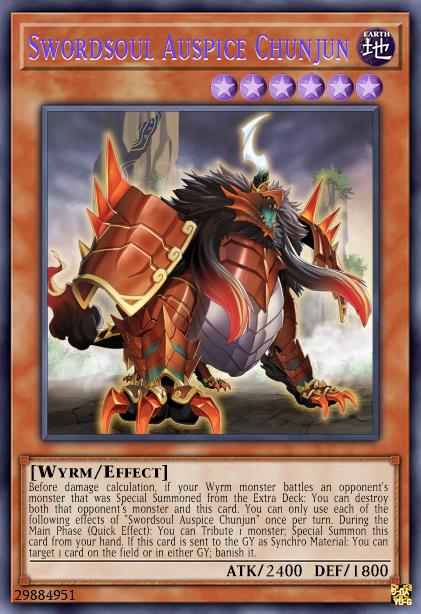 Swordsoul Auspice Chunjun
EARTH
地
[Wyrm/Effect]
Before damage calculation, if your Wyrm monster battles an opponent's
monster that was Special Summoned from the Extra Deck: You can destroy
both that opponent's monster and this card. You can only use each of the
following effects of "Swordsoul Auspice Chunjun" once per turn. During the
Main Phase (Quick Effect): You can Tribute 1 monster; Special Summon this
card from your hand. If this card is sent to the GY as Synchro Material: You can
target 1 card on the field or in either GY; banish it.
ATK/2400 DEF/1800
29884951